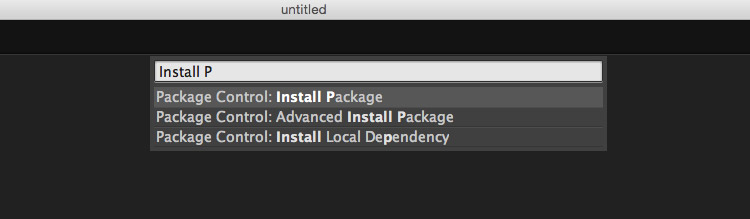 untitled
Install P
Package Control: Install Package
Package Control: Advanced Install Package
Package Control: Install Local Dependency